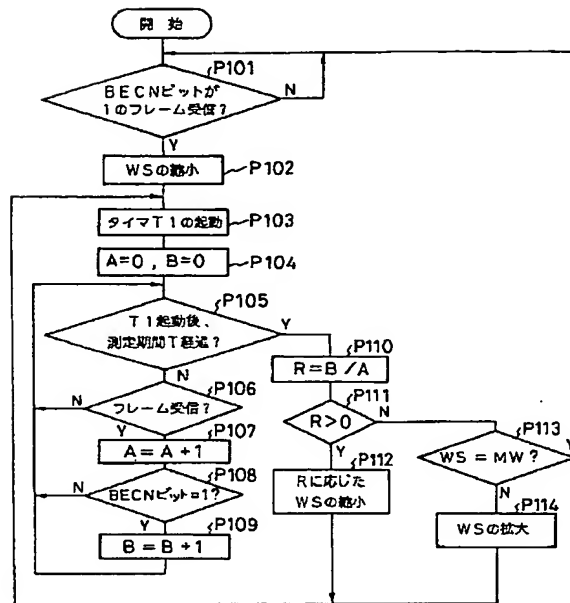 開始
P101
BECNビットが
1のフレーム受信?
N
Y
WSの縮小
P102
タイマT1の起動
P103
A=0 , B=0
P104
P105
T1起動後、
測定期間T経過?
Y
N
P106
フレーム受信?
N
Y
P107
A=A+1
P108
BECNビット=1?
N
Y
P109
B=B+1
P110
R=B/A
P111
R>0
N
Y
P112
Rに応じた
WSの縮小
P113
WS=MW?
Y
N
P114
WSの拡大